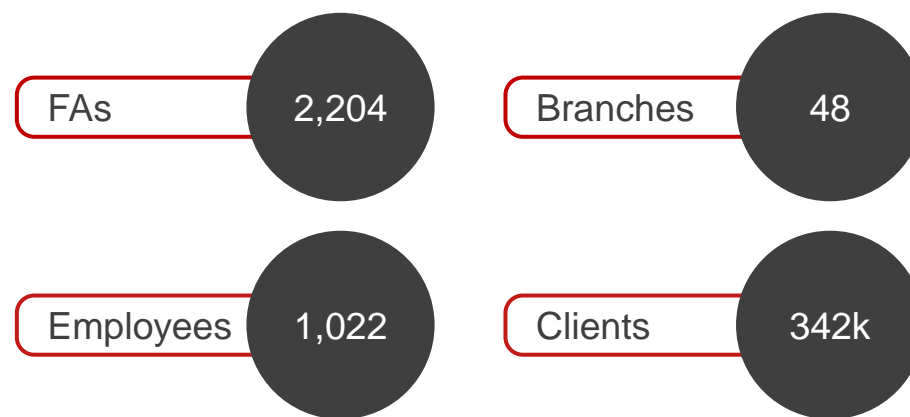 FAs 2,204
Branches 48
Employees 1,022
Clients 342k